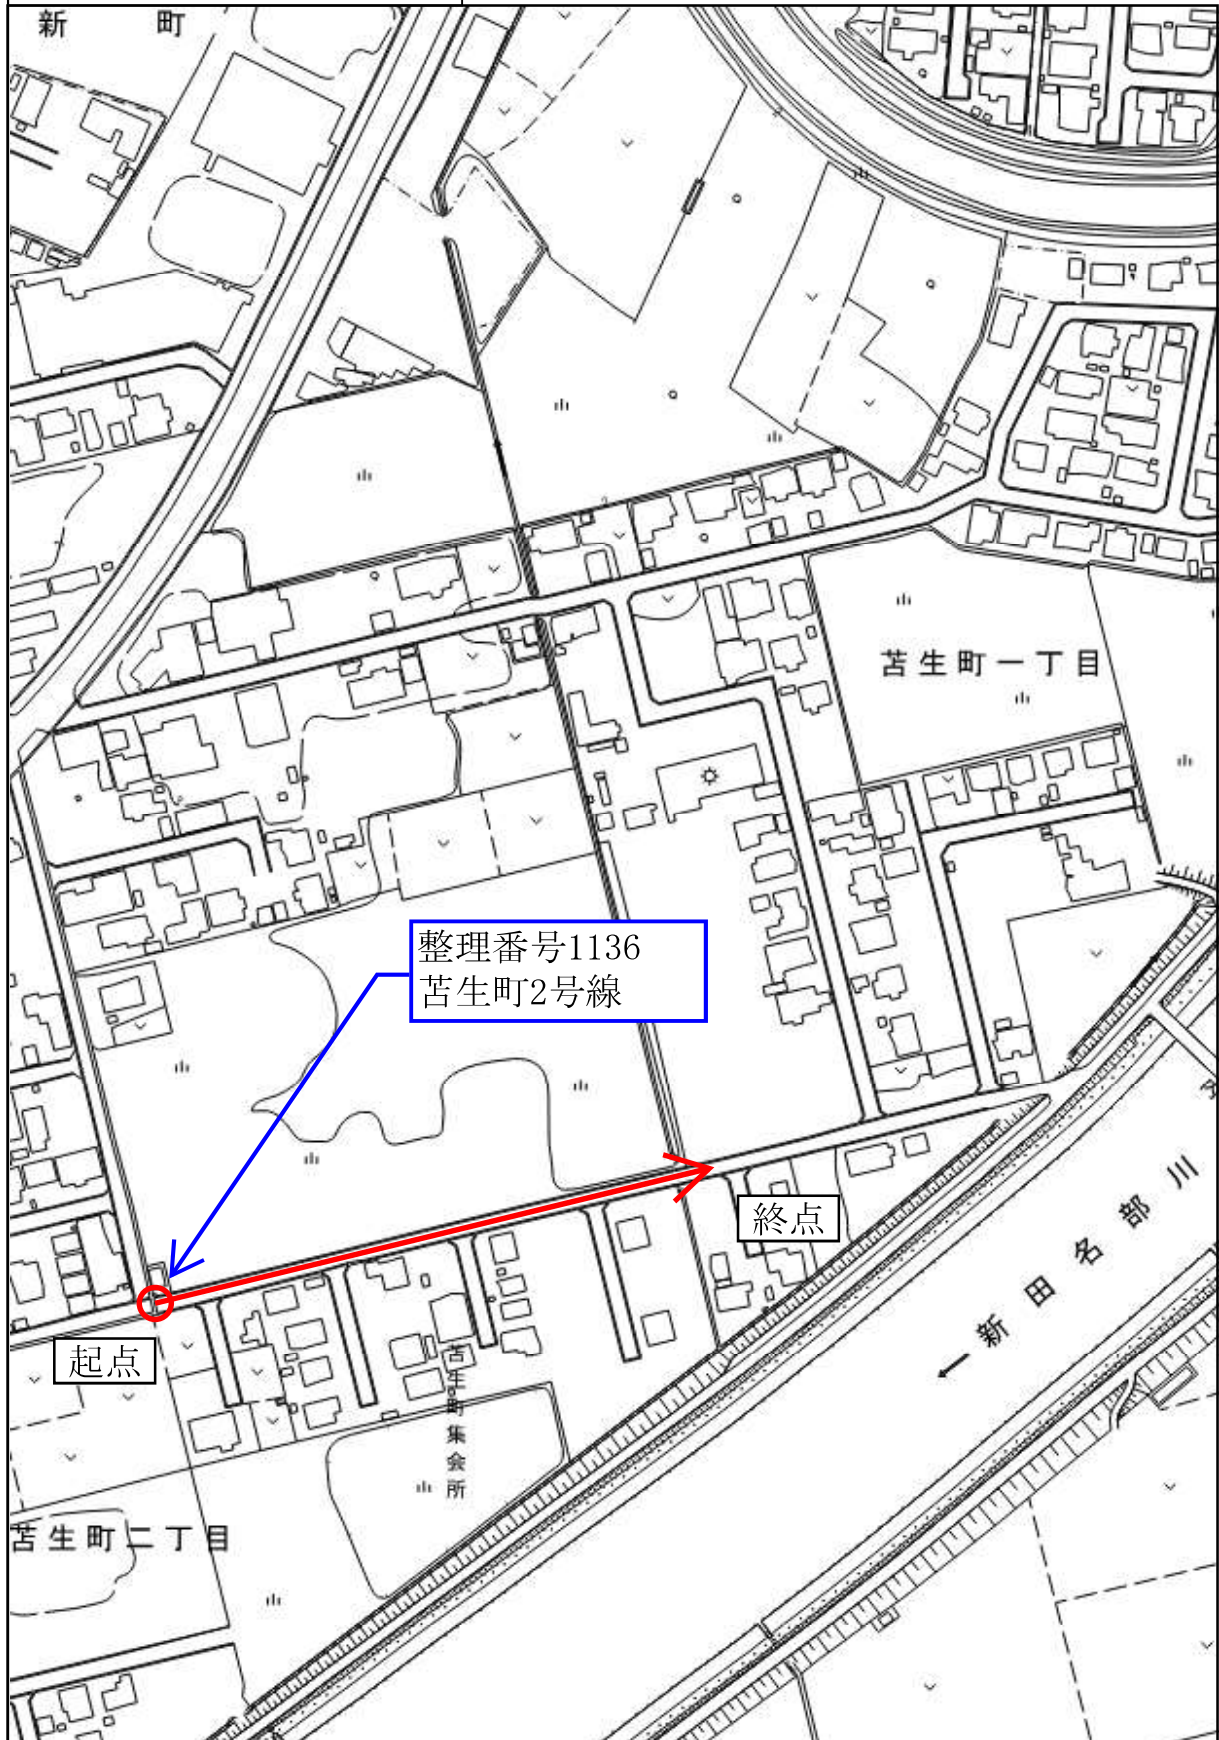 新町
苫生町一丁目
整理番号1136
苫生町2号線
終点
起点
←新田名部川
苫生町集会所
苫生町二丁目